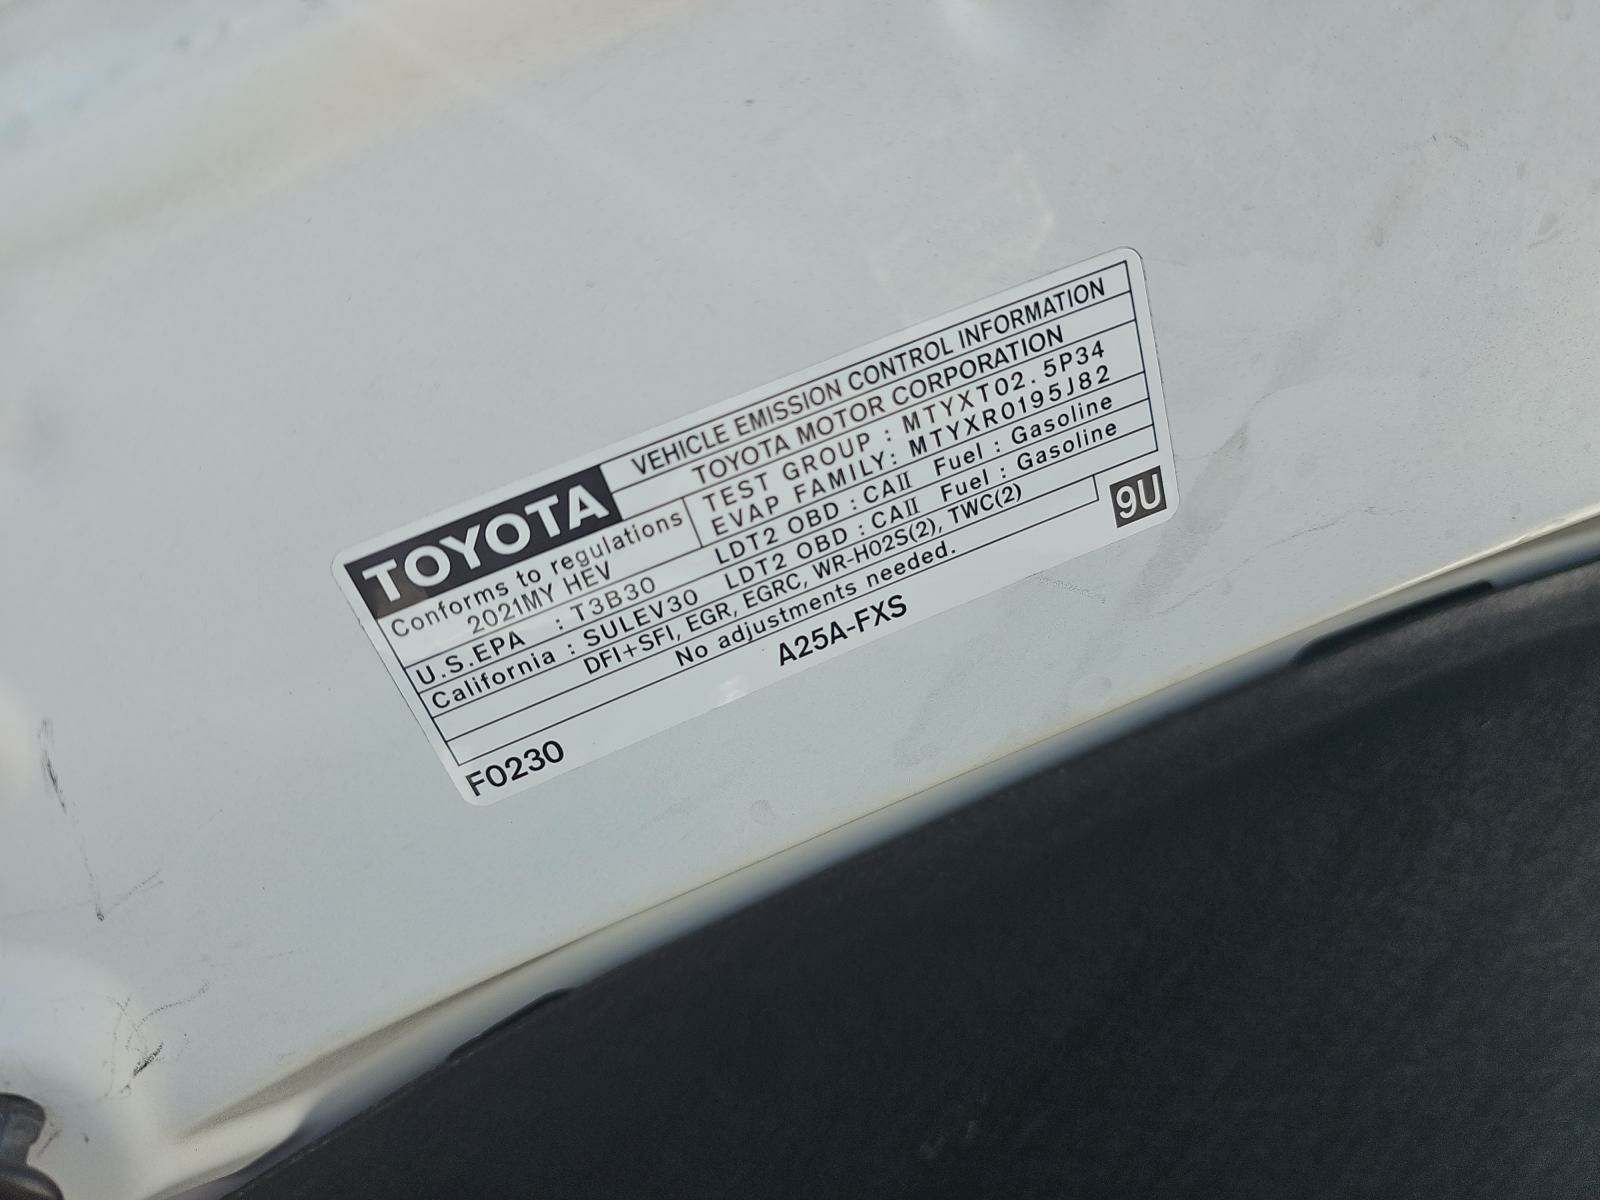 TOYOTA
VEHICLE EMISSION CONTROL INFORMATION
TOYOTA MOTOR CORPORATION
Conforms to regulations
2021MY HEV
TEST GROUP : MTYXT02.5P34
EVAP FAMILY: MTYXR0195J82
U.S.EPA : T3B30 LDT2 OBD : CAII Fuel : Gasoline
California : SULEV30 LDT2 OBD : CAII Fuel : Gasoline
DFI+SFI, EGR, EGRC, WR-HO2S(2), TWC(2)
No adjustments needed.
9U
F0230
A25A-FXS